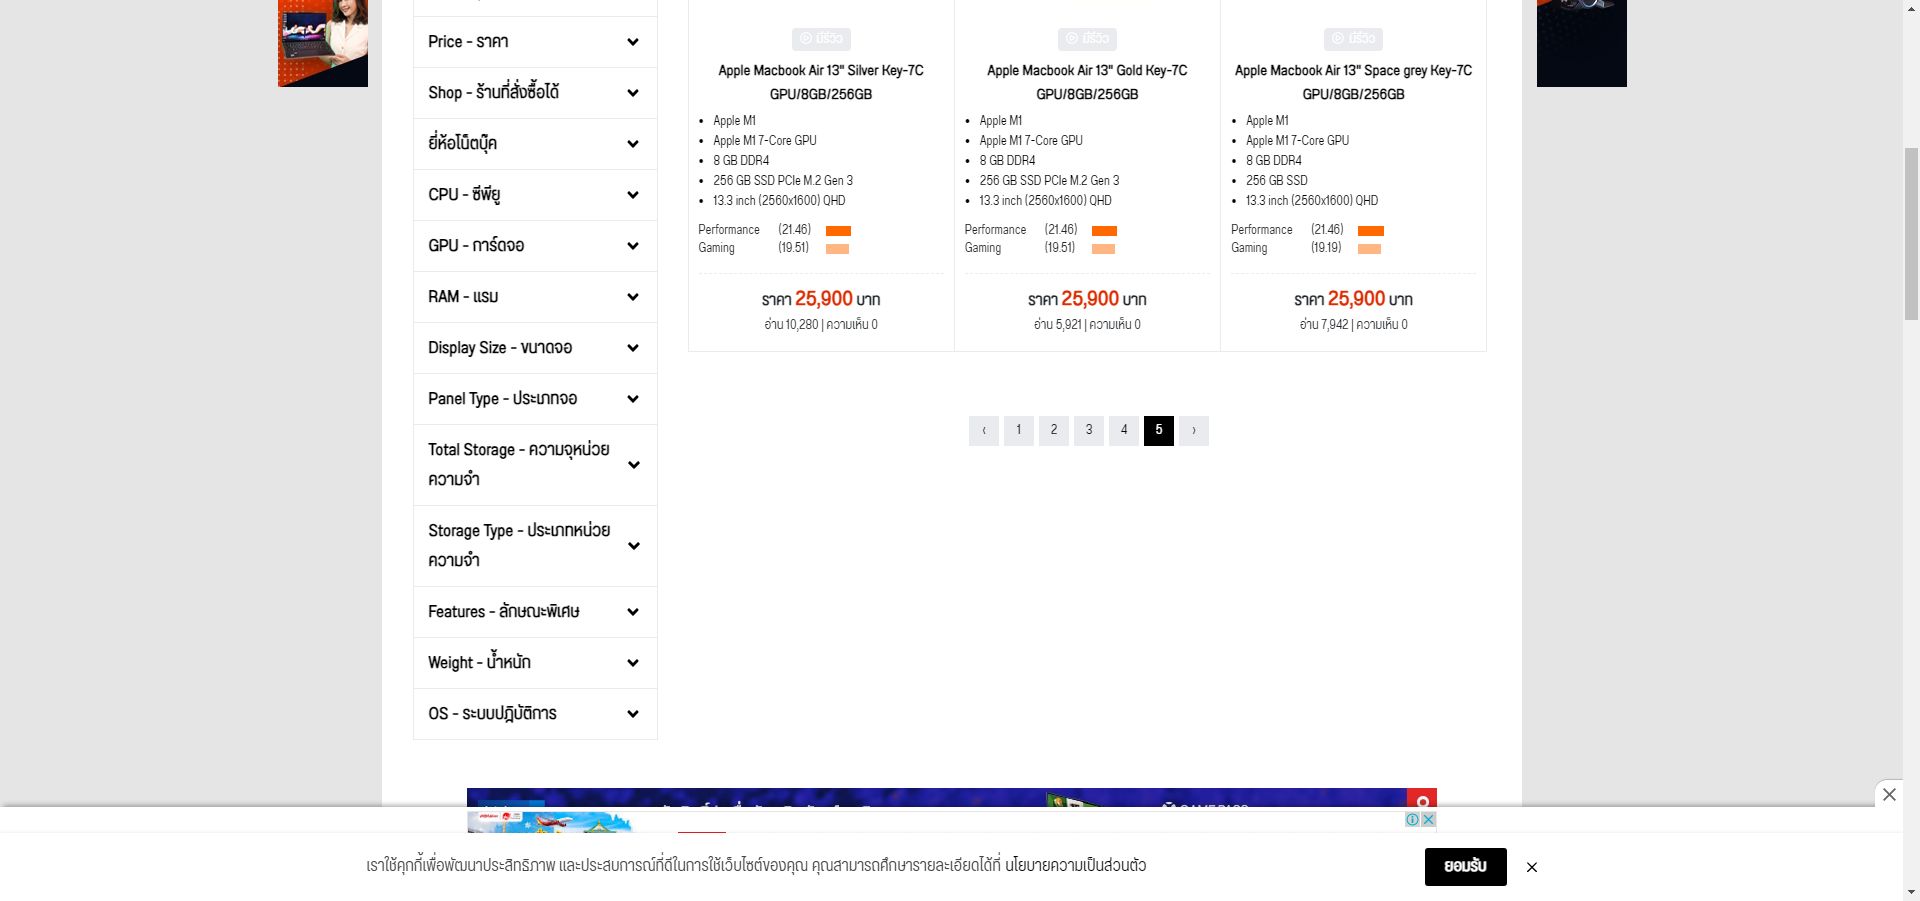 Price - ราคา
Shop - ร้านที่สั่งซื้อได้
ยี่ห้อโน็ตบุ๊ค
CPU - ซีพียู
GPU - การ์ดจอ
RAM - แรม
Display Size - ขนาดจอ
Panel Type - ประเภทจอ
Total Storage - ความจุหน่วย
ความจำ
Storage Type - ประเภทหน่วย
ความจำ
Features - ลักษณะพิเศษ
Weight - น้ำหนัก
OS - ระบบปฏิบัติการ
มีรีวิว
Apple Macbook Air 13" Silver Key-7C
GPU/8GB/256GB
• Apple M1
• Apple M1 7-Core GPU
• 8 GB DDR4
• 256 GB SSD PCIe M.2 Gen 3
• 13.3 inch (2560x1600) QHD
Performance (21.46)
Gaming (19.51)
ราคา 25,900 บาท
อ่าน 10,280 | ความเห็น 0
มีรีวิว
Apple Macbook Air 13" Gold Key-7C
GPU/8GB/256GB
• Apple M1
• Apple M1 7-Core GPU
• 8 GB DDR4
• 256 GB SSD PCIe M.2 Gen 3
• 13.3 inch (2560x1600) QHD
Performance (21.46)
Gaming (19.51)
ราคา 25,900 บาท
อ่าน 5,921 | ความเห็น 0
มีรีวิว
Apple Macbook Air 13" Space grey Key-7C
GPU/8GB/256GB
• Apple M1
• Apple M1 7-Core GPU
• 8 GB DDR4
• 256 GB SSD
• 13.3 inch (2560x1600) QHD
Performance (21.46)
Gaming (19.19)
ราคา 25,900 บาท
อ่าน 7,942 | ความเห็น 0
‹ 1 2 3 4 5 ›
เราใช้คุกกี้เพื่อพัฒนาประสิทธิภาพ และประสบการณ์ที่ดีในการใช้เว็บไซต์ของคุณ คุณสามารถศึกษารายละเอียดได้ที่ นโยบายความเป็นส่วนตัว
ยอมรับ